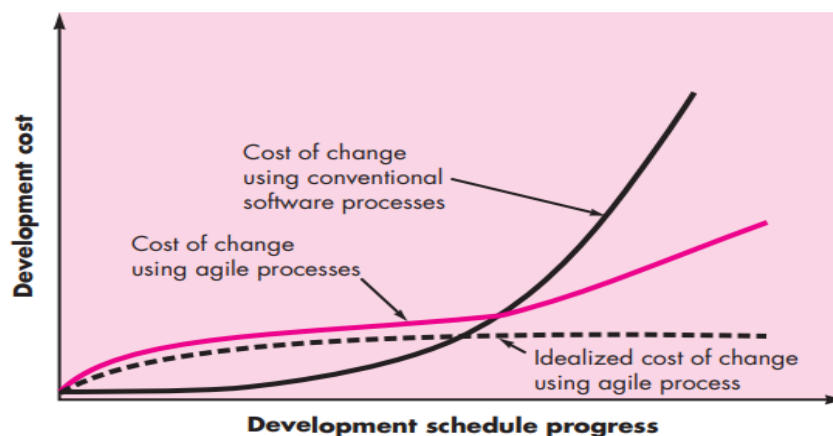 Development cost
Cost of change
using conventional
software processes
Cost of change
using agile processes
Idealized cost of change
using agile process
Development schedule progress